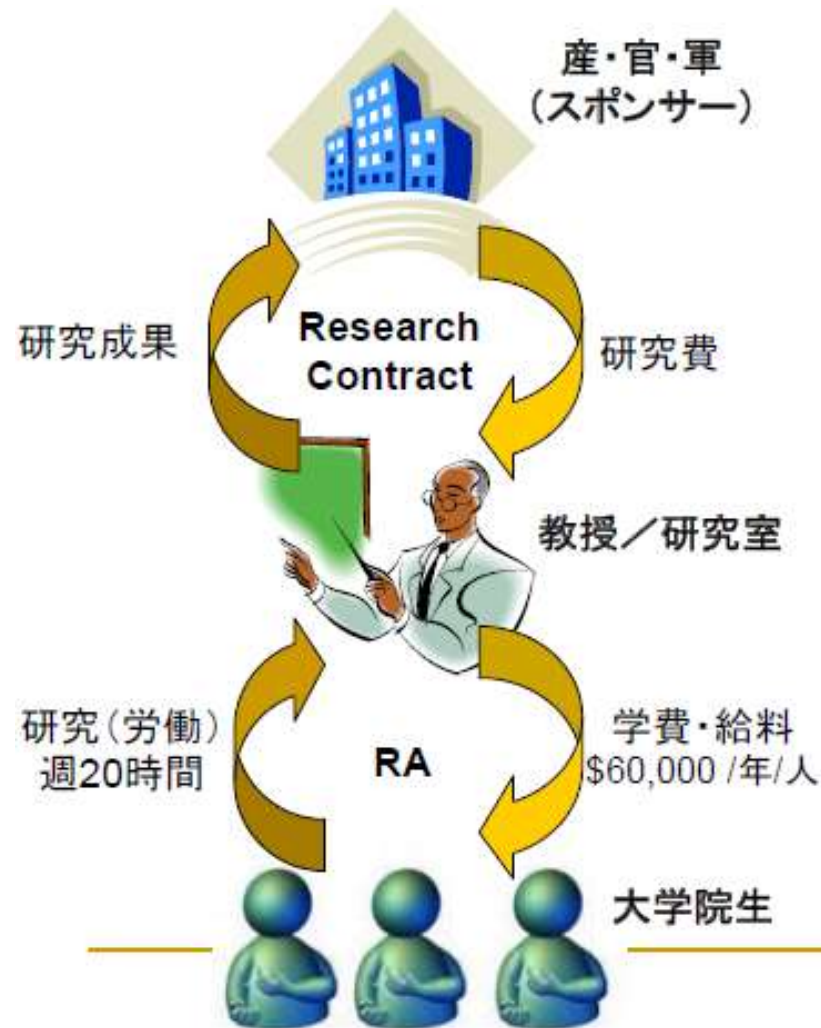 産・官・軍
（スポンサー）
研究成果
Research
Contract
研究費
教授／研究室
研究（労働）
週20時間
RA
学費・給料
$60,000 /年/人
大学院生